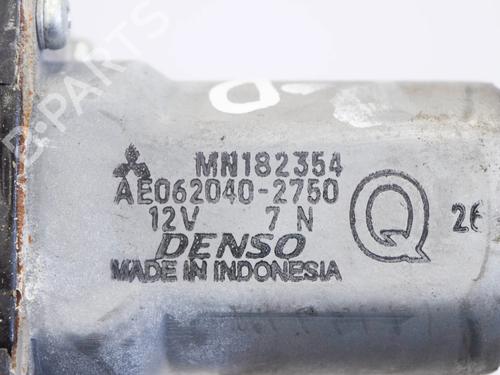 B-PARTS
MN182354
AE062040-2750
12V 7 N
Q
26
DENSO
MADE IN INDONESIA